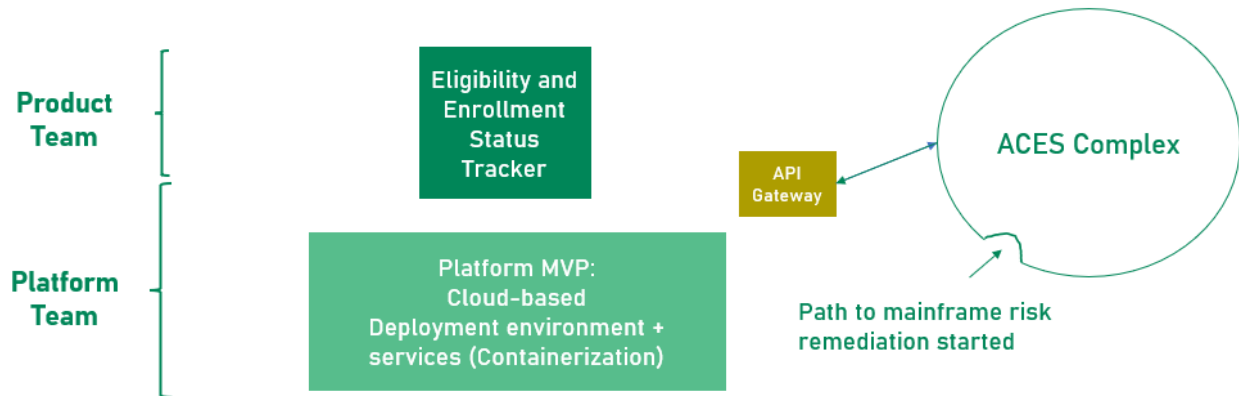 Product
Team
Eligibility and
Enrollment
Status
Tracker
API
Gateway
ACES Complex
Platform
Team
Platform MVP:
Cloud-based
Deployment environment +
services (Containerization)
Path to mainframe risk
remediation started